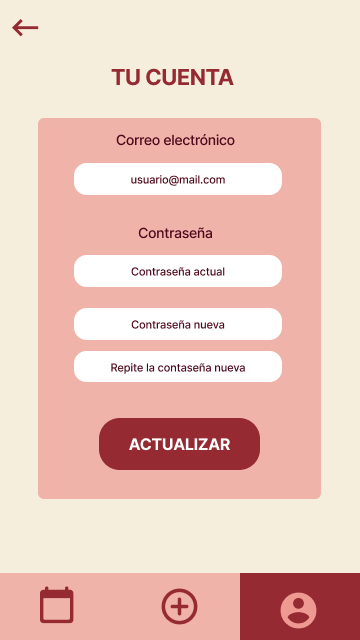 TU CUENTA
Correo electrónico
usuario@mail.com
Contraseña
Contraseña actual
Contraseña nueva
Repite la contaseña nueva
ACTUALIZAR